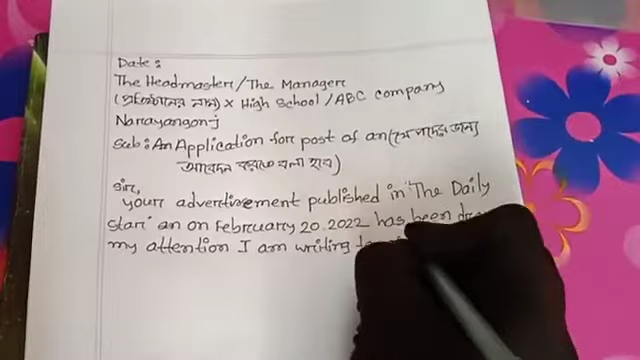 Date:
The Headmaster/The Manager
(প্রতিষ্ঠানের নাম) x High School/ABC company
Narayangonj
Sub: An Application for post of an (যে পদের জন্য
আবেদন করতে বলা হবে)
Sir,
your advertisement published in "The Daily
Star" an on February 20.2022 has been
my attention I am writing